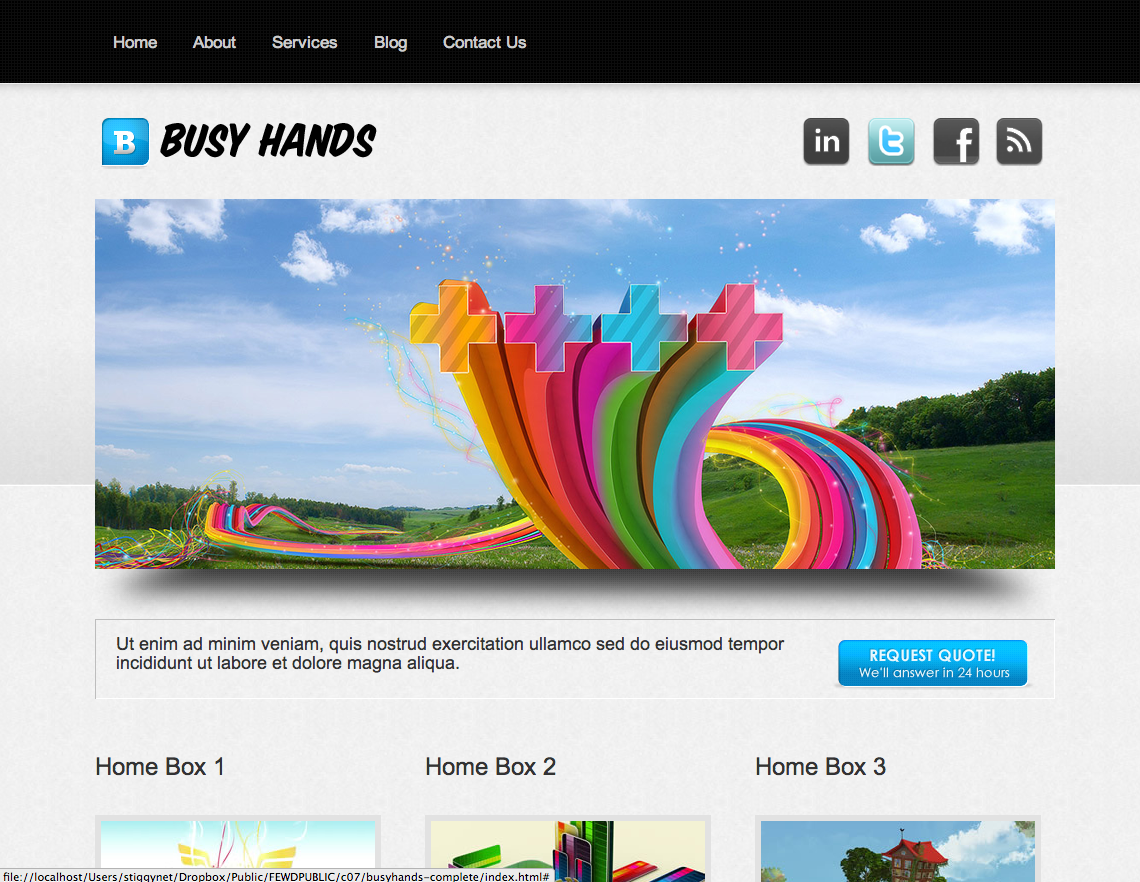 Home About Services Blog Contact Us
B BUSY HANDS
in t f
Ut enim ad minim veniam, quis nostrud exercitation ullamco sed do eiusmod tempor
incididunt ut labore et dolore magna aliqua.
REQUEST QUOTE!
We'll answer in 24 hours
Home Box 1 Home Box 2 Home Box 3
file://localhost/Users/stiggynet/Dropbox/Public/FEWDPUBLIC/c07/busyhands-complete/index.html#